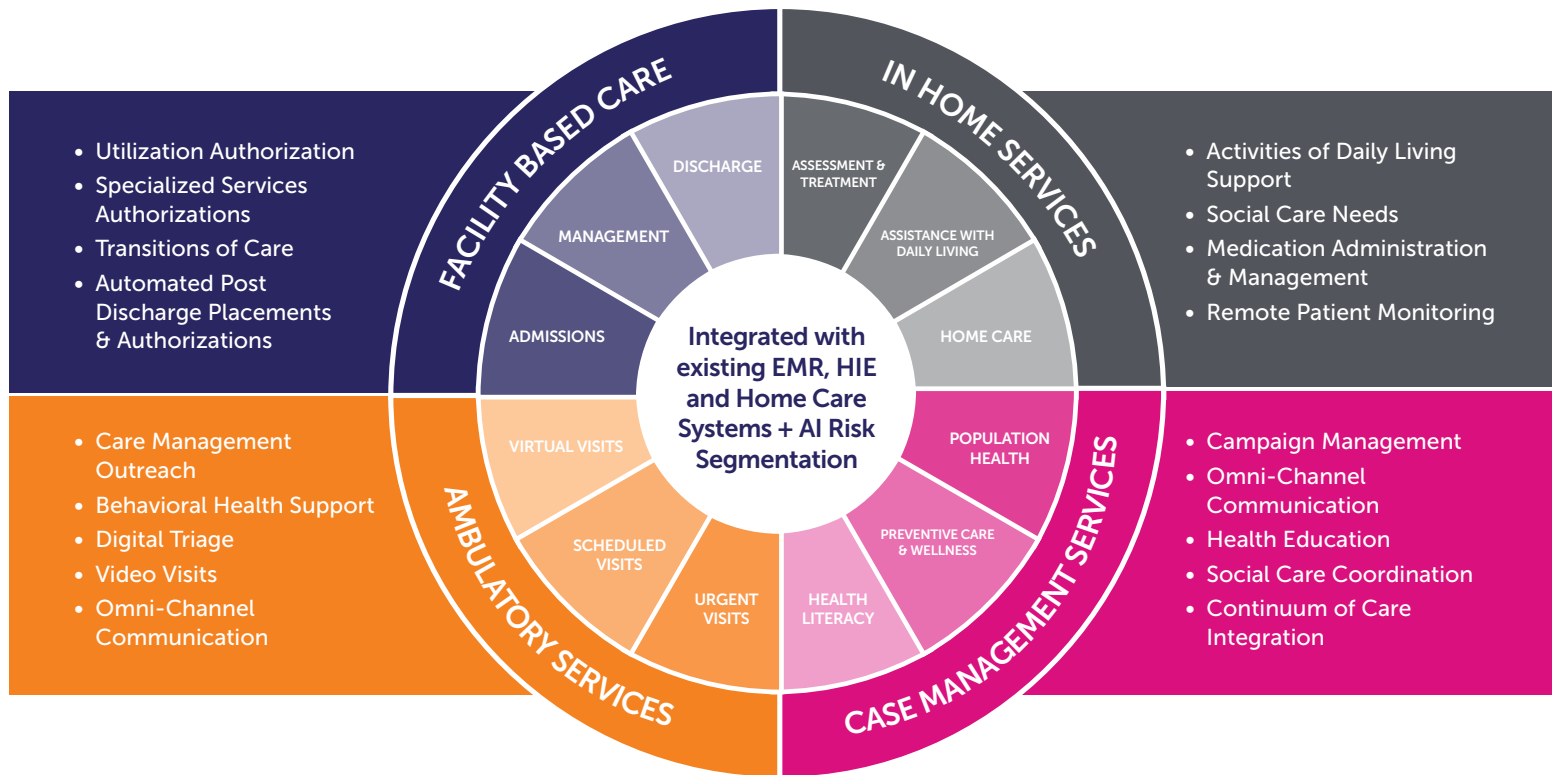 FACILITY BASED CARE
• Utilization Authorization
• Specialized Services
Authorizations
• Transitions of Care
• Automated Post
Discharge Placements
& Authorizations
DISCHARGE
MANAGEMENT
ADMISSIONS
IN HOME SERVICES
ASSESSMENT &
TREATMENT
ASSISTANCE WITH
DAILY LIVING
HOME CARE
• Activities of Daily Living
Support
• Social Care Needs
• Medication Administration
& Management
• Remote Patient Monitoring
Integrated with
existing EMR, HIE
and Home Care
Systems + AI Risk
Segmentation
• Care Management
Outreach
• Behavioral Health Support
• Digital Triage
• Video Visits
• Omni-Channel
Communication
AMBULATORY SERVICES
VIRTUAL VISITS
SCHEDULED
VISITS
URGENT
VISITS
POPULATION
HEALTH
PREVENTIVE CARE
& WELLNESS
HEALTH
LITERACY
CASE MANAGEMENT SERVICES
• Campaign Management
• Omni-Channel
Communication
• Health Education
• Social Care Coordination
• Continuum of Care
Integration